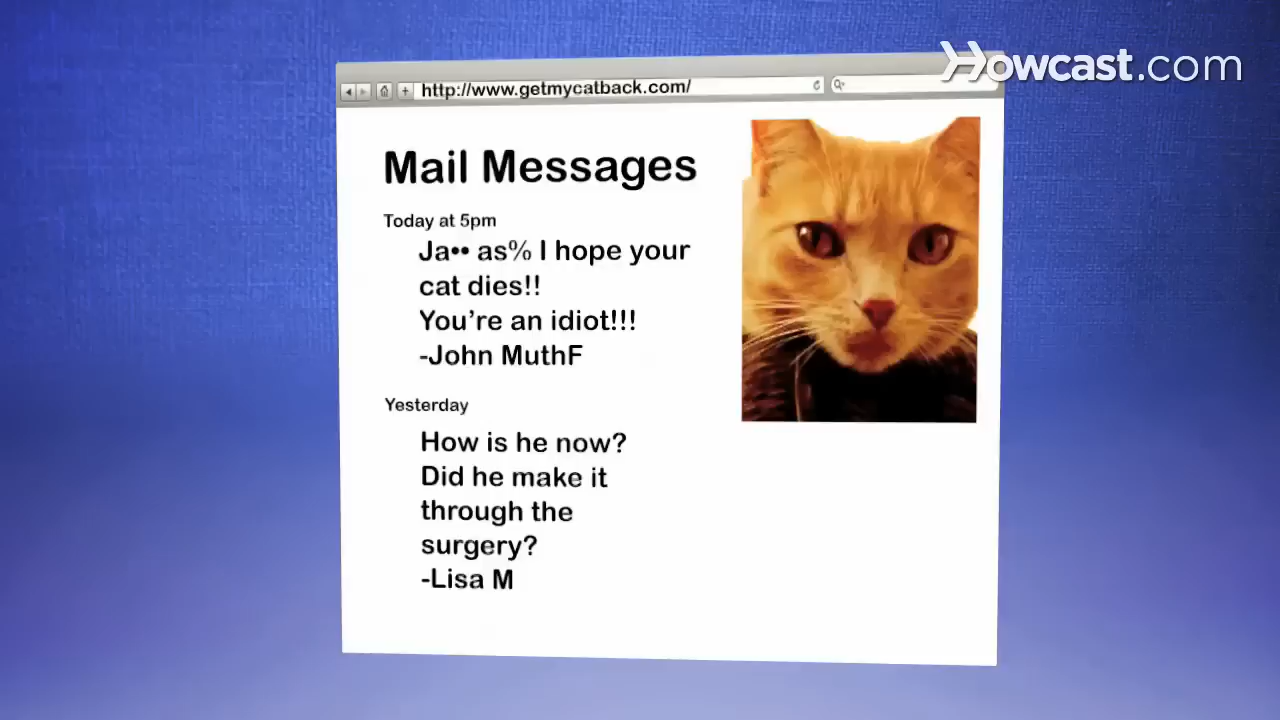 Howcast.com
http://www.getmycatback.com/
Mail Messages
Today at 5pm
Ja•• as% I hope your
cat dies!!
You're an idiot!!!
-John MuthF
Yesterday
How is he now?
Did he make it
through the
surgery?
-Lisa M